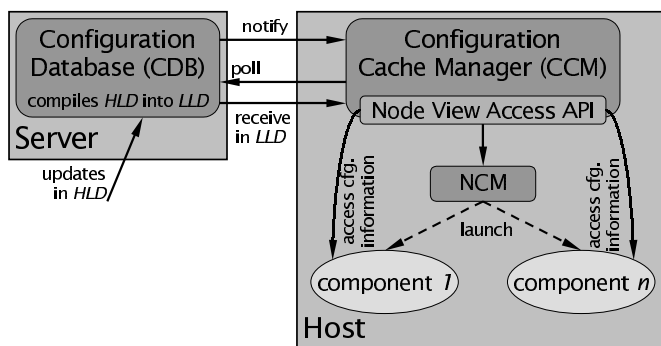 Configuration
Database (CDB)
compiles HLD into LLD
Server
updates
in HLD
notify
poll
receive
in LLD
Configuration
Cache Manager (CCM)
Node View Access API
NCM
launch
access cfg.
information
access cfg.
information
component 1
component n
Host